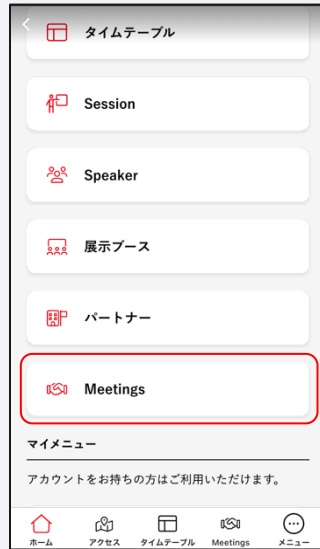 タイムテーブル
Session
Speaker
展示ブース
パートナー
Meetings
マイメニュー
アカウントをお持ちの方はご利用いただけます。
ホーム
アクセス
タイムテーブル
Meetings
メニュー